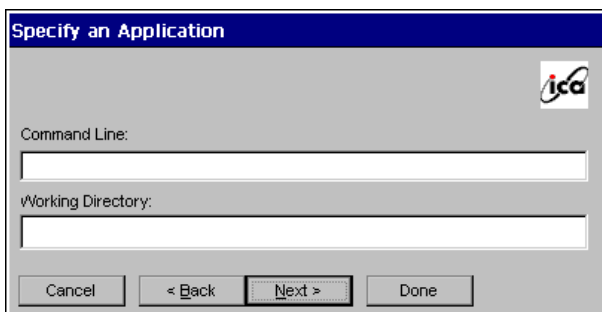 Specify an Application
ica
Command Line:
Working Directory:
Cancel < Back Next > Done